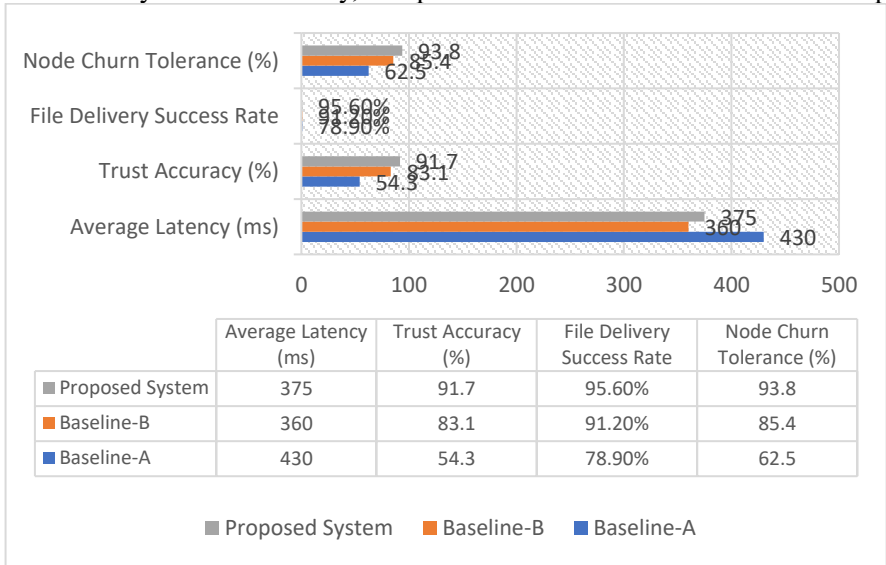 Node Churn Tolerance (%)
93.8
85.4
62.5
File Delivery Success Rate
95.60%
91.20%
78.90%
Trust Accuracy (%)
91.7
83.1
54.3
Average Latency (ms)
375
360
430
0 100 200 300 400 500
Average Latency (ms) Trust Accuracy (%) File Delivery Success Rate Node Churn Tolerance (%)
Proposed System 375 91.7 95.60% 93.8
Baseline-B 360 83.1 91.20% 85.4
Baseline-A 430 54.3 78.90% 62.5
Proposed System Baseline-B Baseline-A